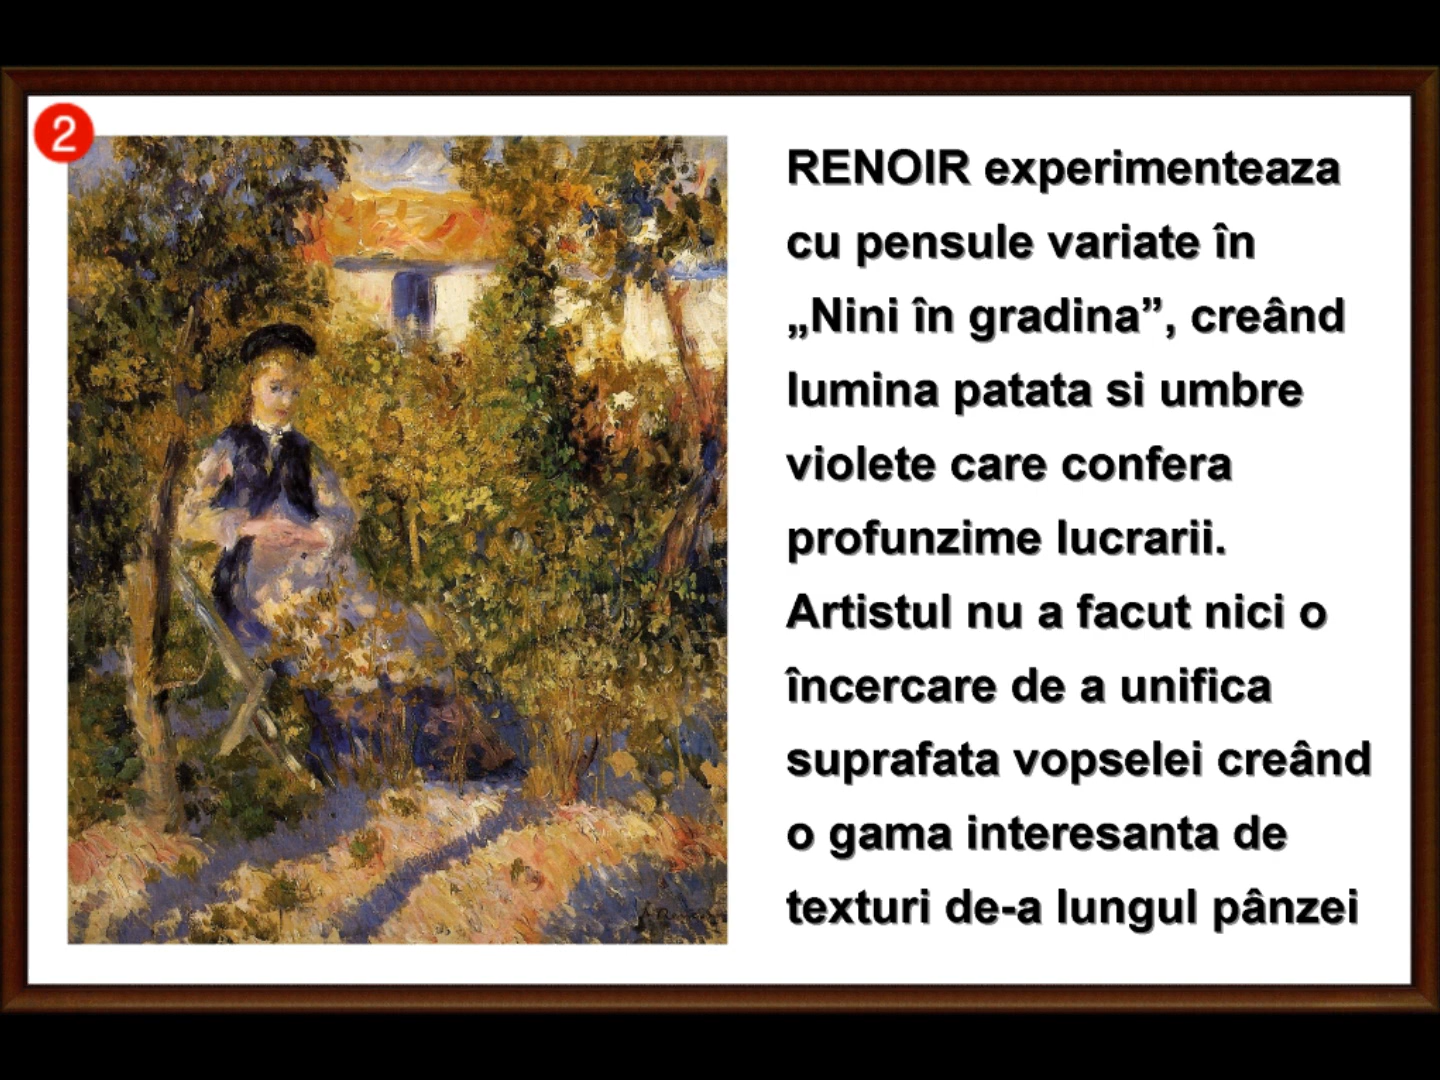 2
RENOIR experimenteaza
cu pensule variate în
„Nini în gradina”, creând
lumina patata si umbre
violete care confera
profunzime lucrarii.
Artistul nu a facut nici o
încercare de a unifica
suprafata vopselei creând
o gama interesanta de
texturi de-a lungul pânzei